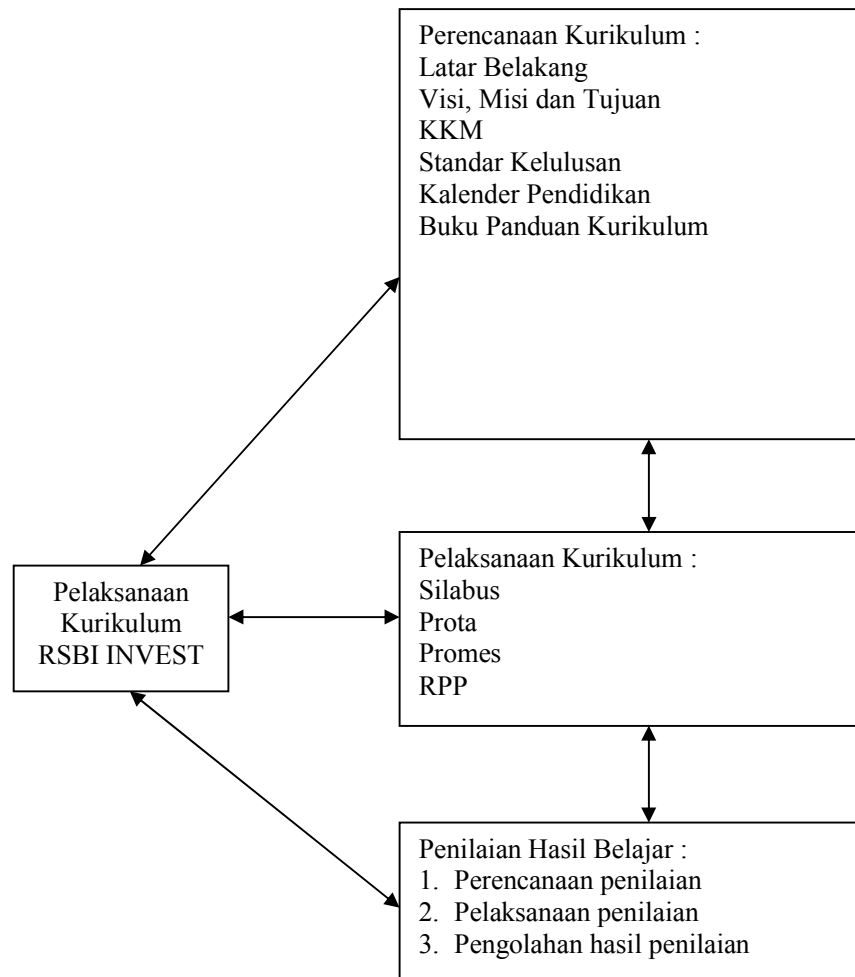 Perencanaan Kurikulum :
Latar Belakang
Visi, Misi dan Tujuan
KKM
Standar Kelulusan
Kalender Pendidikan
Buku Panduan Kurikulum
Pelaksanaan
Kurikulum
RSBI INVEST
Pelaksanaan Kurikulum :
Silabus
Prota
Promes
RPP
Penilaian Hasil Belajar :
1. Perencanaan penilaian
2. Pelaksanaan penilaian
3. Pengolahan hasil penilaian